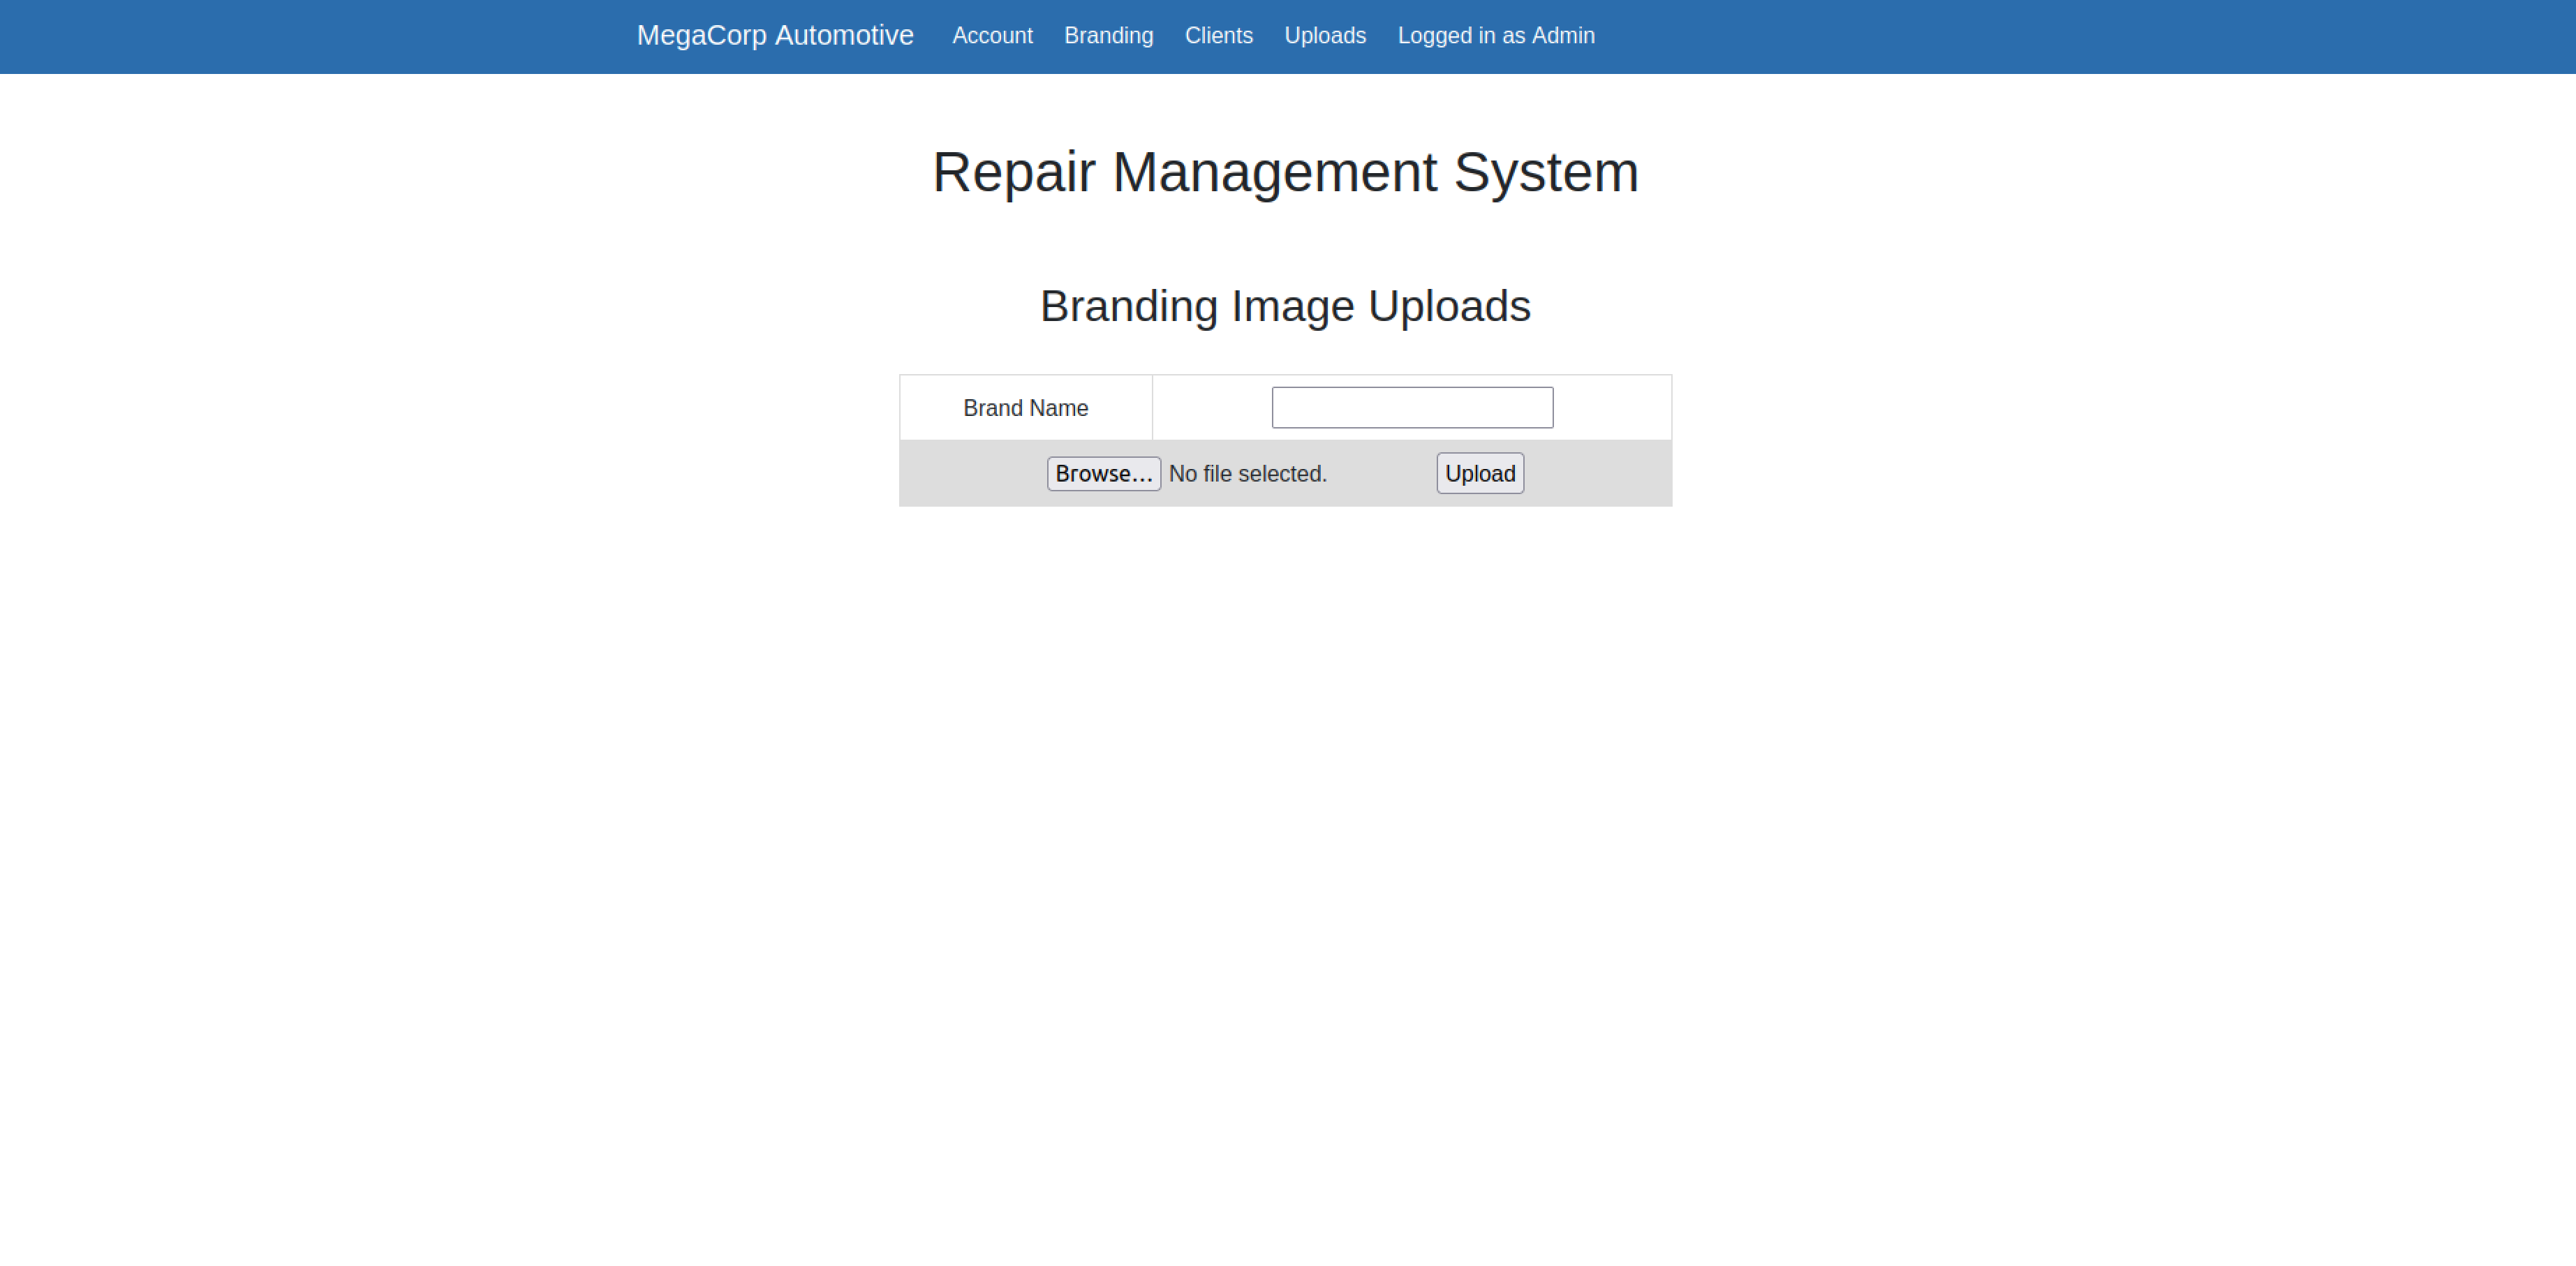 MegaCorp Automotive Account Branding Clients Uploads Logged in as Admin
Repair Management System
Branding Image Uploads
Brand Name
Browse... No file selected. Upload